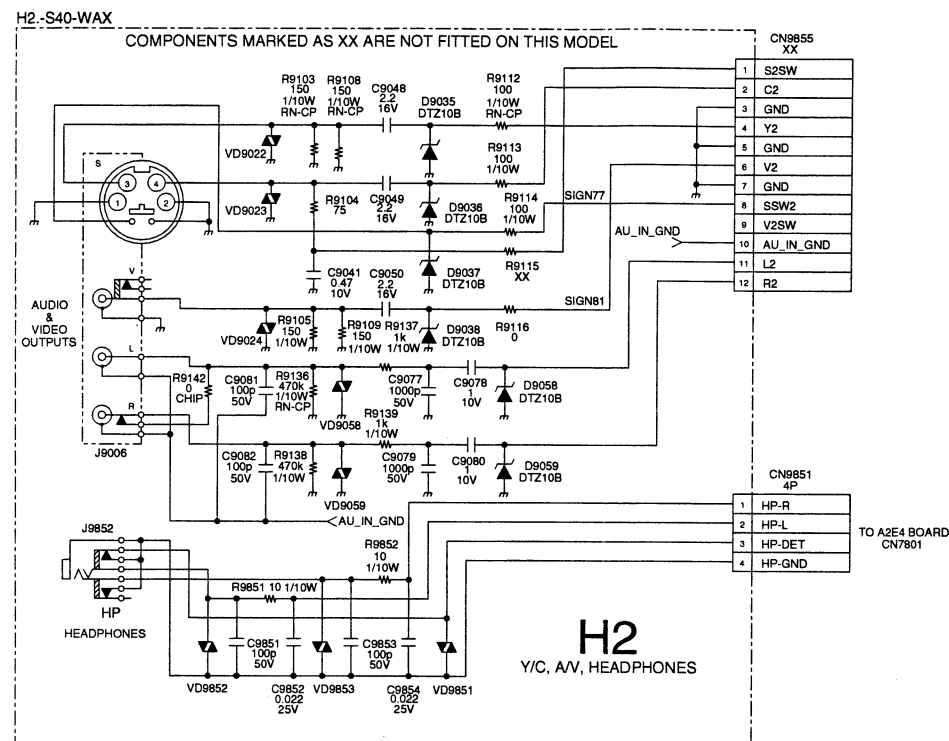 H2.-S40-WAX
COMPONENTS MARKED AS XX ARE NOT FITTED ON THIS MODEL
CN9855
XX
1 S2SW
2 C2
3 GND
4 Y2
5 GND
6 V2
7 GND
8 SSW2
9 V2SW
10 AU_IN_GND
11 L2
12 R2
R9103
150
1/10W
RN-CP
R9108
150
1/10W
RN-CP
C9048
2.2
16V
D9035
DTZ10B
R9112
100
1/10W
RN-CP
VD9022
R9113
100
1/10W
S
3
4
1
2
VD9023
R9104
75
C9049
2.2
16V
D9036
DTZ10B
R9114
100
1/10W
SIGN77
AU_IN_GND
C9041
0.47
10V
C9050
2.2
16V
D9037
DTZ10B
R9115
XX
V
AUDIO
&
VIDEO
OUTPUTS
VD9024
R9105
150
1/10W
R9109
150
1/10W
R9137
1k
1/10W
D9038
DTZ10B
R9116
0
SIGN81
L
R9142
0
CHIP
C9081
100p
50V
R9136
470k
1/10W
RN-CP
VD9058
C9077
1000p
50V
C9078
1
10V
D9058
DTZ10B
R
J9006
R9139
1k
1/10W
C9082
100p
50V
R9138
470k
1/10W
VD9059
C9079
1000p
50V
C9080
1
10V
D9059
DTZ10B
AU_IN_GND
CN9851
4P
1 HP-R
2 HP-L
3 HP-DET
4 HP-GND
TO A2E4 BOARD
CN7801
J9852
HP
HEADPHONES
R9852
10
1/10W
R9851 10 1/10W
VD9852
C9851
100p
50V
C9852
0.022
25V
VD9853
C9853
100p
50V
C9854
0.022
25V
VD9851
H2
Y/C, A/V, HEADPHONES